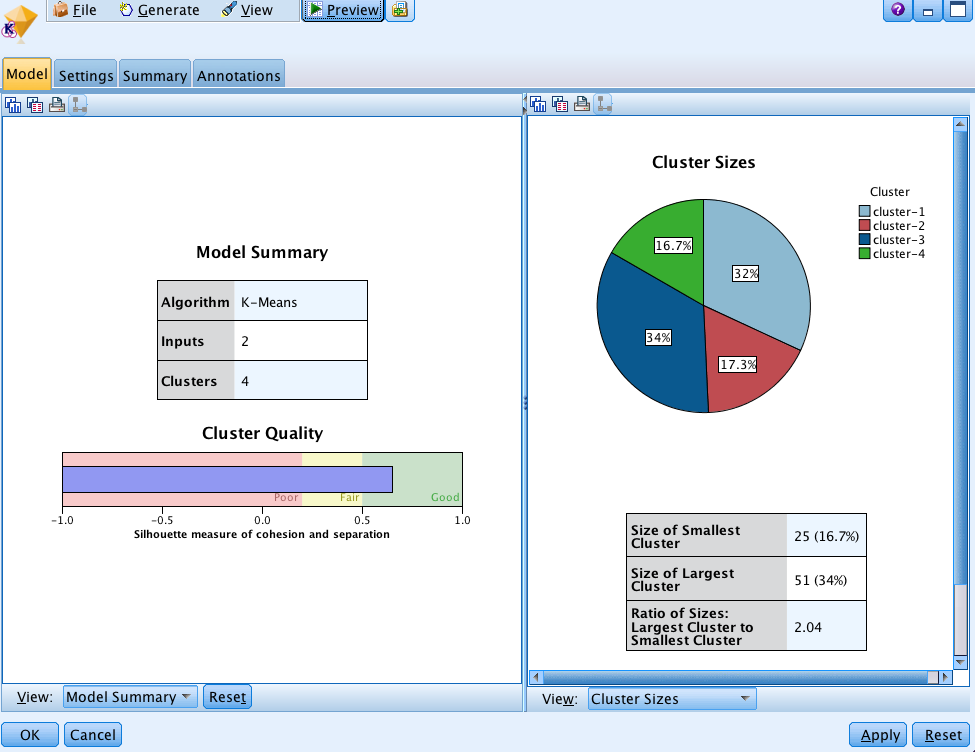 File Generate View Preview
K
?
Model Settings Summary Annotations
Model Summary
Algorithm K-Means
Inputs 2
Clusters 4
Cluster Quality
Poor Fair Good
-1.0 -0.5 0.0 0.5 1.0
Silhouette measure of cohesion and separation
View: Model Summary Reset
Cluster Sizes
Cluster
cluster-1
cluster-2
cluster-3
cluster-4
16.7%
32%
34%
17.3%
Size of Smallest
Cluster
25 (16.7%)
Size of Largest
Cluster
51 (34%)
Ratio of Sizes:
Largest Cluster to
Smallest Cluster
2.04
View: Cluster Sizes
OK Cancel Apply Reset